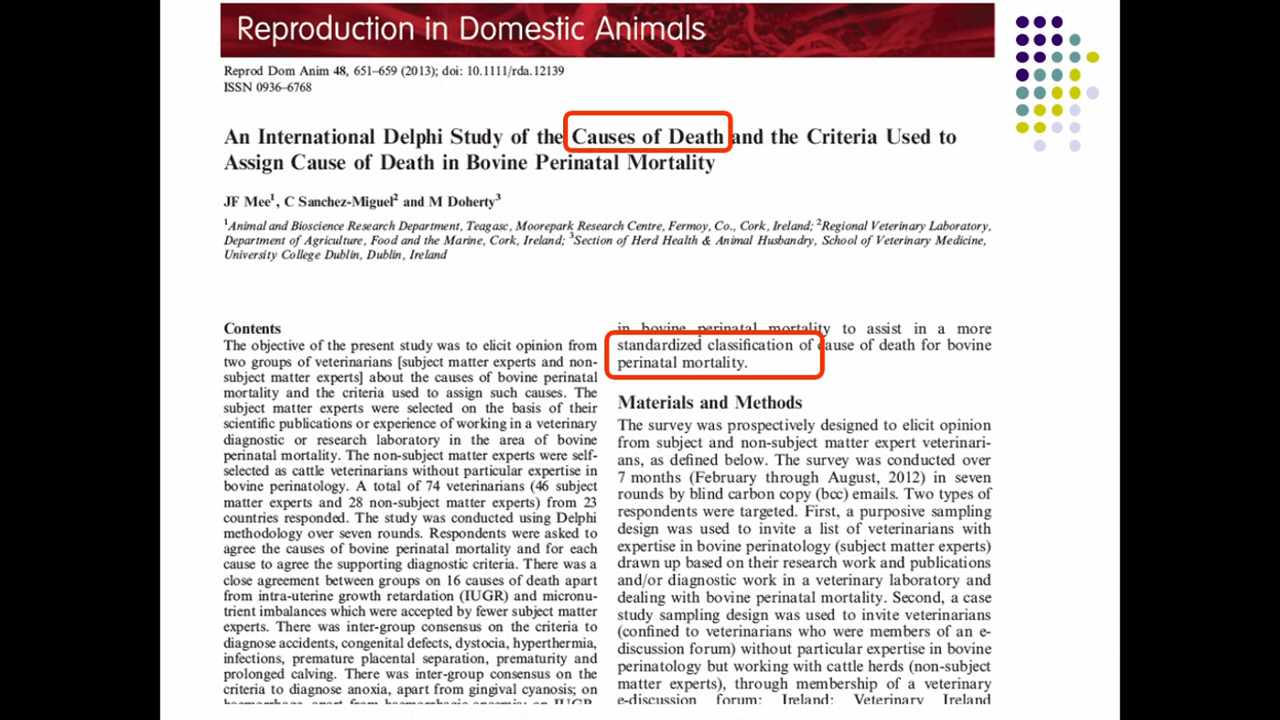 Reproduction in Domestic Animals
Reprod Dom Anim 48, 651–659 (2013); doi: 10.1111/rda.12139
ISSN 0936–6768
An International Delphi Study of the Causes of Death and the Criteria Used to
Assign Cause of Death in Bovine Perinatal Mortality
JF Mee1, C Sanchez-Miguel2 and M Doherty3
1Animal and Bioscience Research Department, Teagasc, Moorepark Research Centre, Fermoy, Co., Cork, Ireland; 2Regional Veterinary Laboratory,
Department of Agriculture, Food and the Marine, Cork, Ireland; 3Section of Herd Health & Animal Husbandry, School of Veterinary Medicine,
University College Dublin, Dublin, Ireland
Contents
The objective of the present study was to elicit opinion from
two groups of veterinarians [subject matter experts and non-
subject matter experts] about the causes of bovine perinatal
mortality and the criteria used to assign such causes. The
subject matter experts were selected on the basis of their
scientific publications or experience of working in a veterinary
diagnostic or research laboratory in the area of bovine
perinatal mortality. The non-subject matter experts were self-
selected as cattle veterinarians without particular expertise in
bovine perinatology. A total of 74 veterinarians (46 subject
matter experts and 28 non-subject matter experts) from 23
countries responded. The study was conducted using Delphi
methodology over seven rounds. Respondents were asked to
agree the causes of bovine perinatal mortality and for each
cause to agree the supporting diagnostic criteria. There was a
close agreement between groups on 16 causes of death apart
from intra-uterine growth retardation (IUGR) and micronu-
trient imbalances which were accepted by fewer subject matter
experts. There was inter-group consensus on the criteria to
diagnose accidents, congenital defects, dystocia, hyperthermia,
infections, premature placental separation, prematurity and
prolonged calving. There was inter-group consensus on the
criteria to diagnose anoxia, apart from gingival cyanosis; on
haemorrhage, apart from haemorrhagic anaemia; on IUGR,
in bovine perinatal mortality to assist in a more
standardized classification of cause of death for bovine
perinatal mortality.
Materials and Methods
The survey was prospectively designed to elicit opinion
from subject and non-subject matter expert veterinari-
ans, as defined below. The survey was conducted over
7 months (February through August, 2012) in seven
rounds by blind carbon copy (bcc) emails. Two types of
respondents were targeted. First, a purposive sampling
design was used to invite a list of veterinarians with
expertise in bovine perinatology (subject matter experts)
drawn up based on their research work and publications
and/or diagnostic work in a veterinary laboratory and
dealing with bovine perinatal mortality. Second, a case
study sampling design was used to invite veterinarians
(confined to veterinarians who were members of an e-
discussion forum) without particular expertise in bovine
perinatology but working with cattle herds (non-subject
matter experts), through membership of a veterinary
e-discussion forum: Ireland: Veterinary Ireland